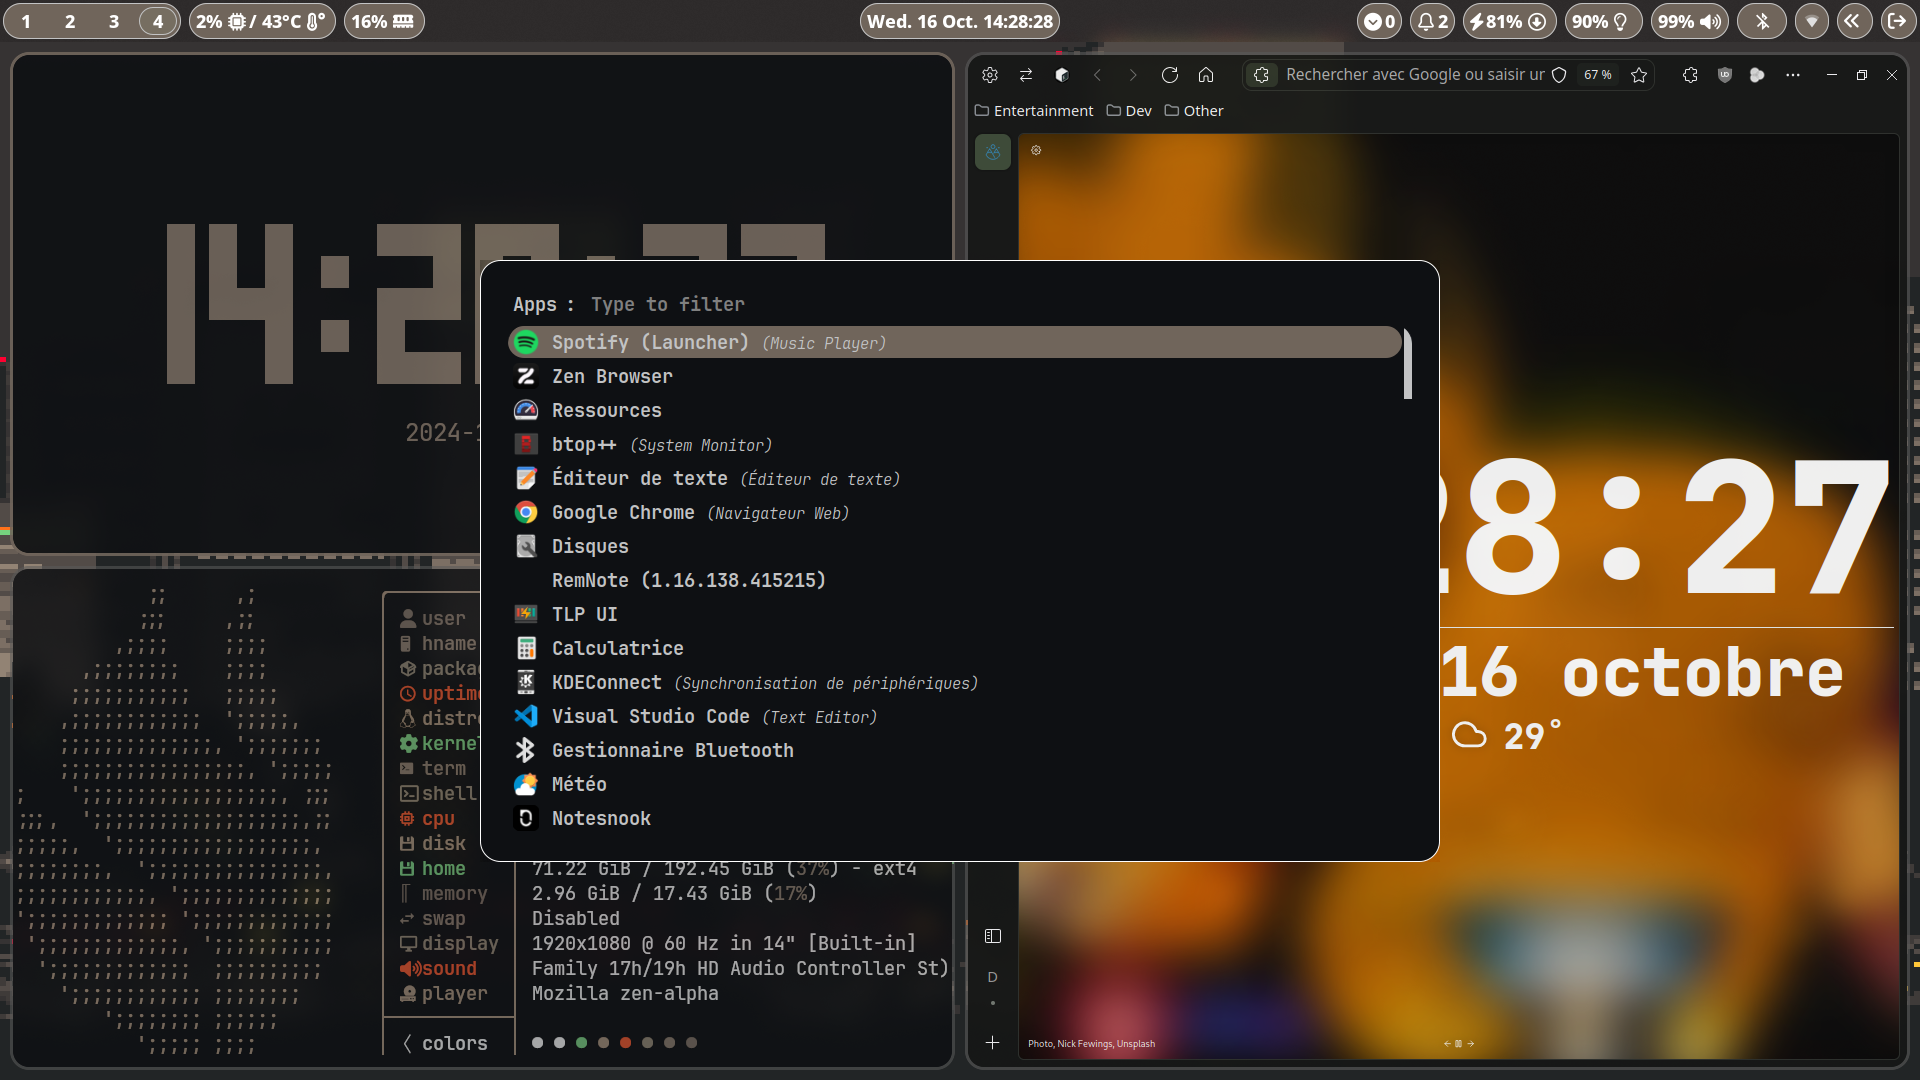 1 2 3 4 2% / 43°C 16% Wed. 16 Oct. 14:28:28 0 2 81% 90% 99%
Rechercher avec Google ou saisir un 67 %
Entertainment Dev Other
14:2
2024-1
Apps : Type to filter
Spotify (Launcher) (Music Player)
Zen Browser
Ressources
btop++ (System Monitor)
Éditeur de texte (Éditeur de texte)
Google Chrome (Navigateur Web)
Disques
RemNote (1.16.138.415215)
TLP UI
Calculatrice
KDEConnect (Synchronisation de périphériques)
Visual Studio Code (Text Editor)
Gestionnaire Bluetooth
Météo
Notesnook
user
hname
packa
uptime
distr
kernel
term
shell
cpu
disk
home 71.22 GiB / 192.45 GiB (37%) - ext4
memory 2.96 GiB / 17.43 GiB (17%)
swap Disabled
display 1920x1080 @ 60 Hz in 14" [Built-in]
sound Family 17h/19h HD Audio Controller St)
player Mozilla zen-alpha
colors
28:27
16 octobre
29°
D
Photo, Nick Fewings, Unsplash